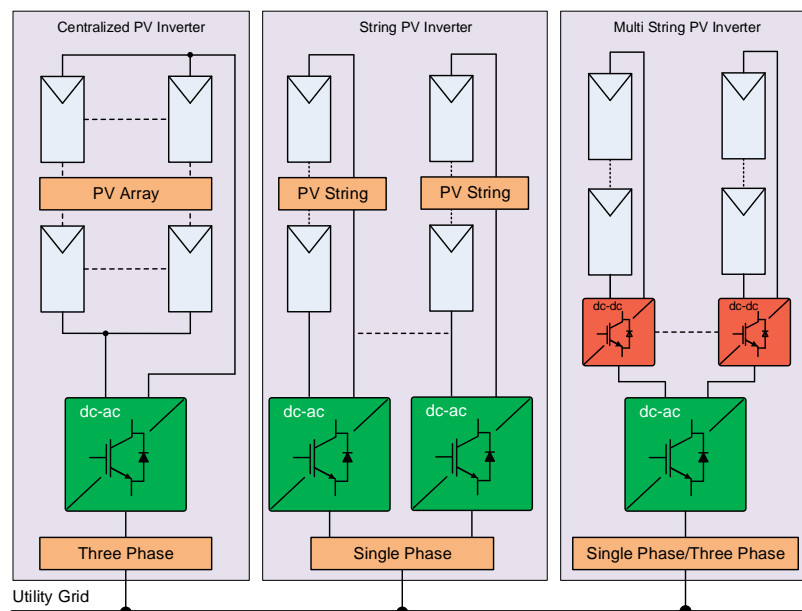 Centralized PV Inverter
PV Array
dc-ac
Three Phase
String PV Inverter
PV String
PV String
dc-ac
dc-ac
Single Phase
Multi String PV Inverter
dc-dc
dc-dc
dc-ac
Single Phase/Three Phase
Utility Grid